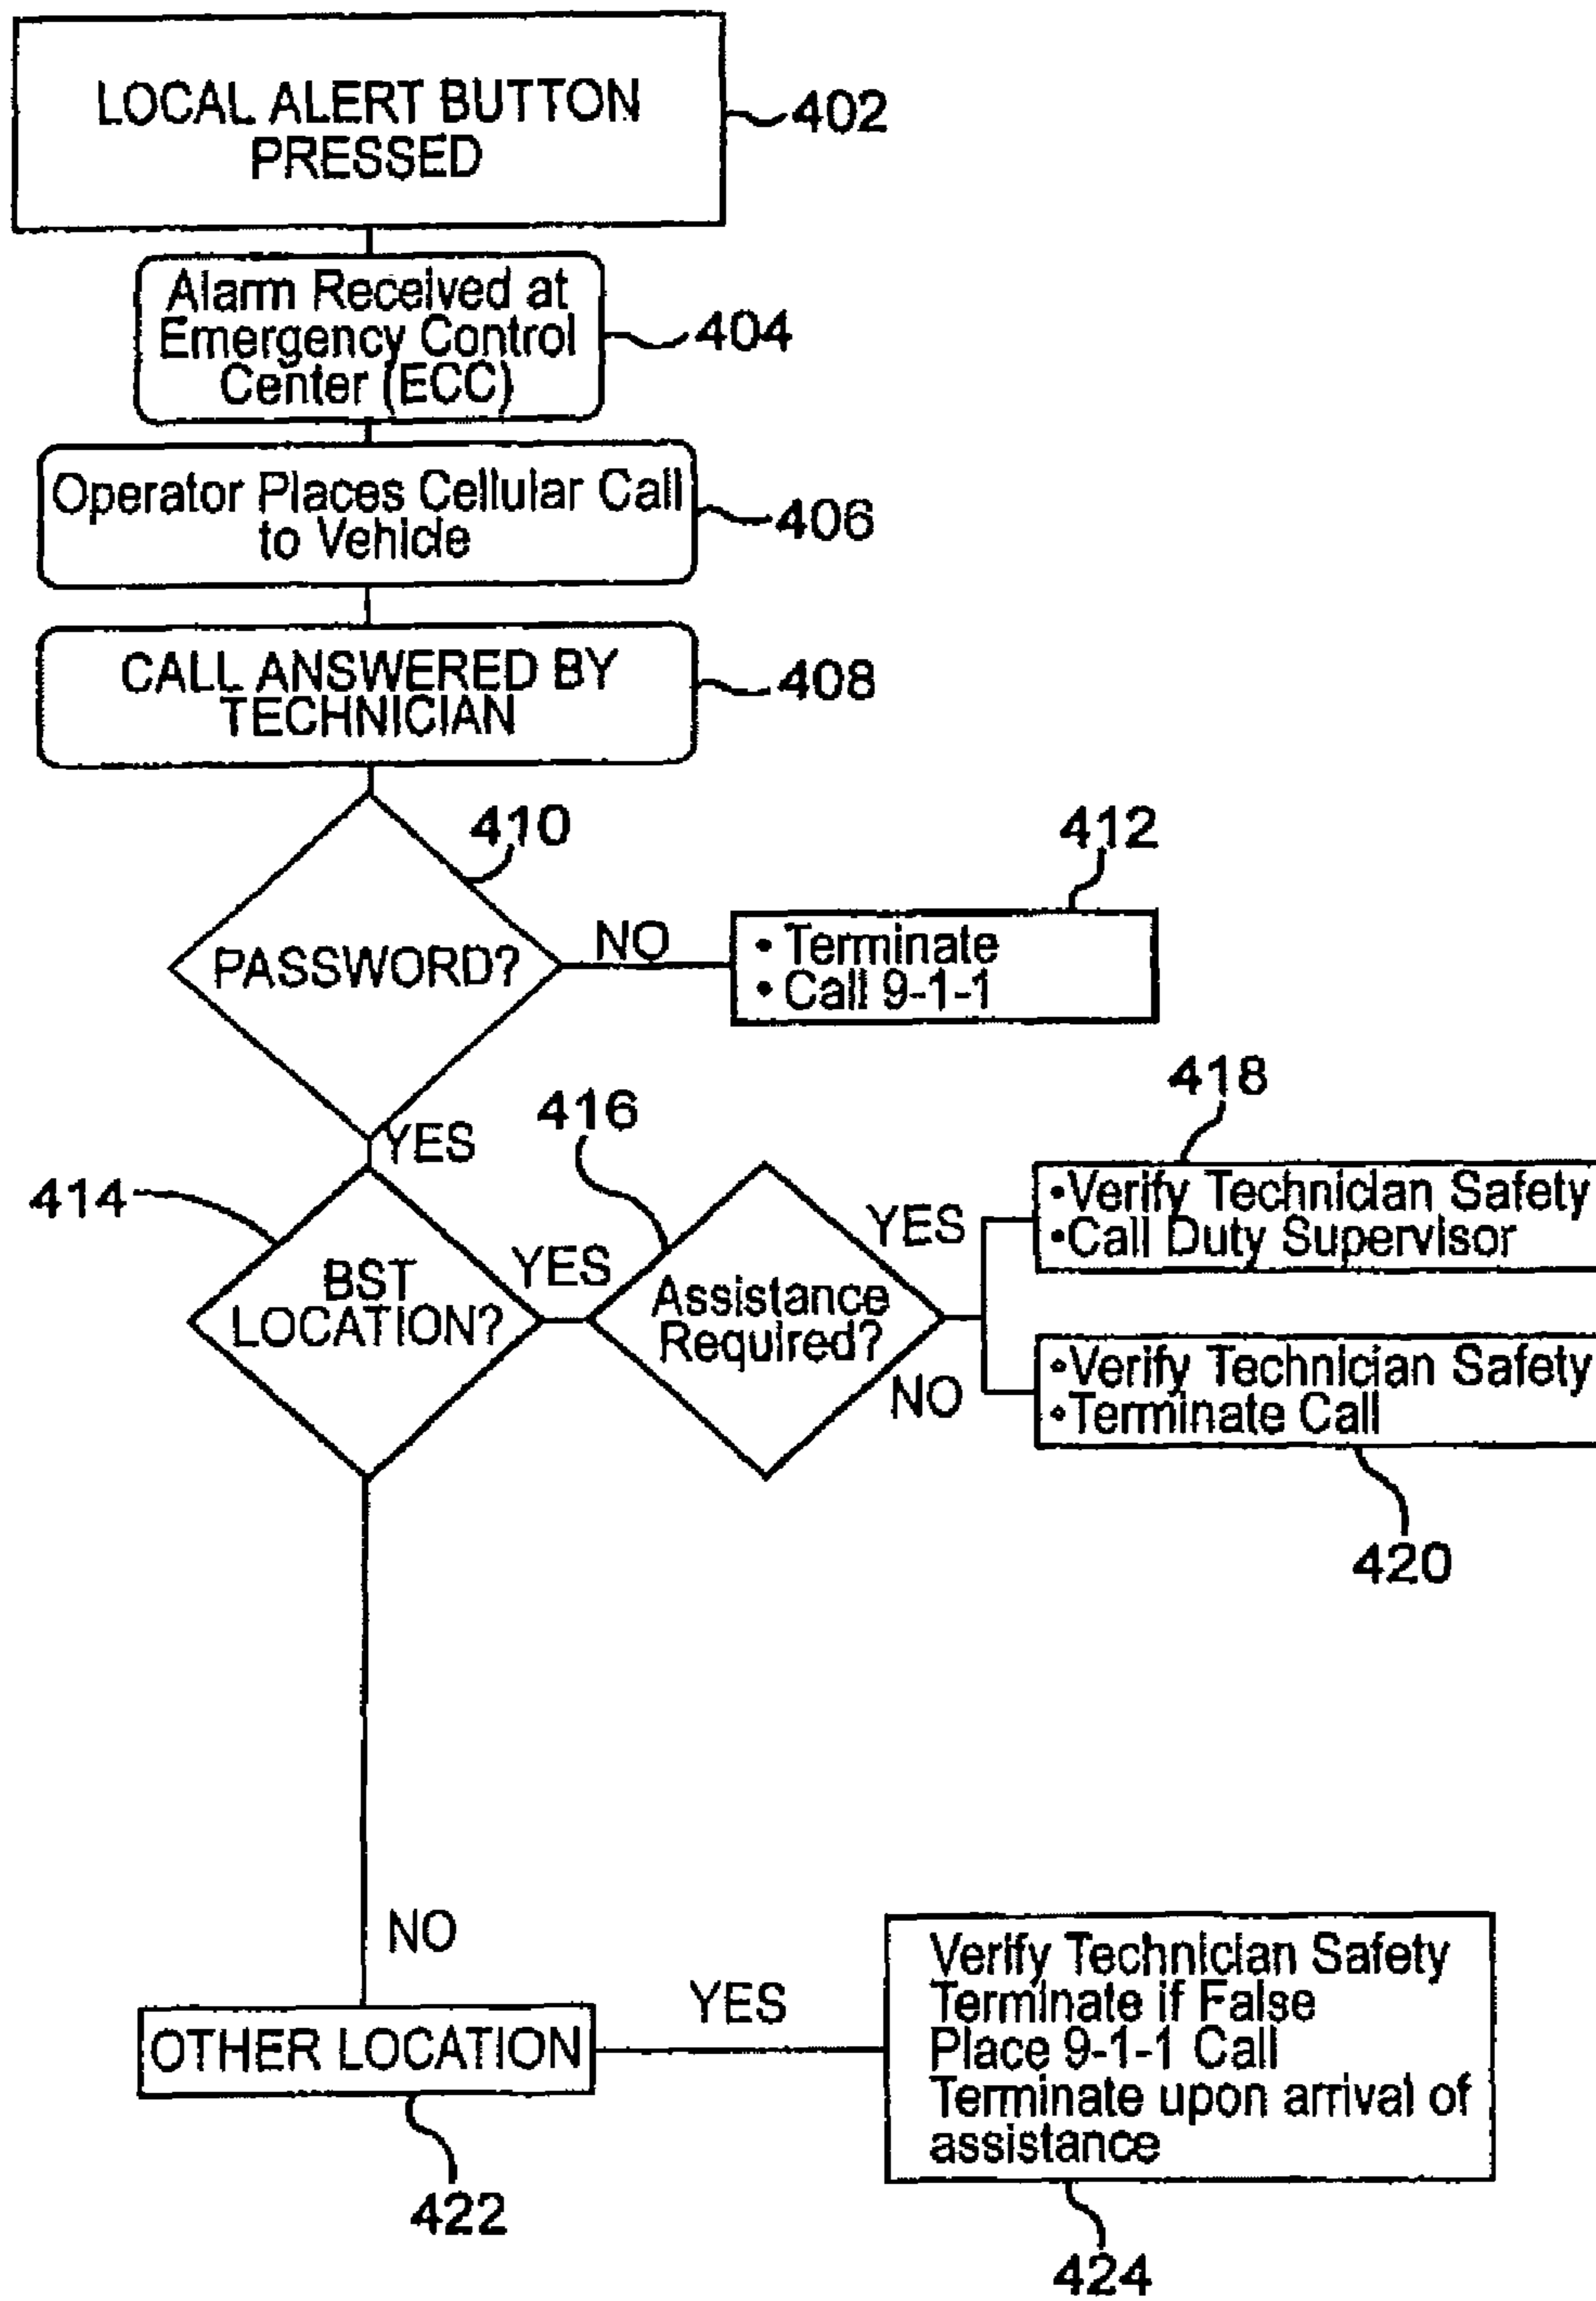 LOCAL ALERT BUTTON
PRESSED
402
Alarm Received at
Emergency Control
Center (ECC)
404
Operator Places Cellular Call
to Vehicle
406
CALL ANSWERED BY
TECHNICIAN
408
410
PASSWORD?
NO
412
• Terminate
• Call 9-1-1
YES
414
BST
LOCATION?
YES
416
Assistance
Required?
YES
418
•Verify Technician Safety
•Call Duty Supervisor
NO
•Verify Technician Safety
•Terminate Call
420
NO
OTHER LOCATION
422
YES
Verify Technician Safety
Terminate if False
Place 9-1-1 Call
Terminate upon arrival of
assistance
424